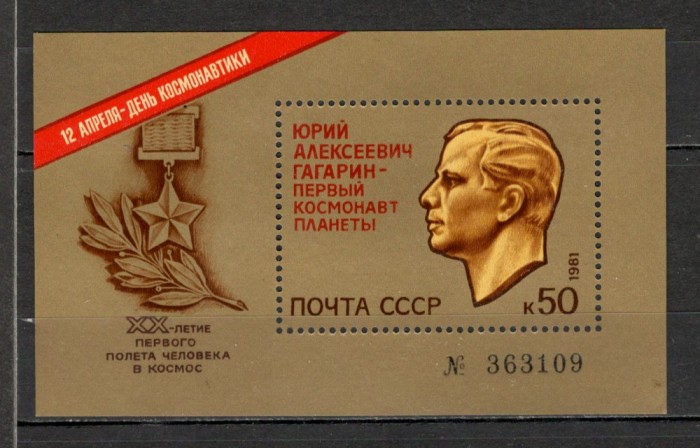 12 АПРЕЛЯ-ДЕНЬ КОСМОНАВТИКИ
ЮРИЙ
АЛЕКСЕЕВИЧ
ГАГАРИН-
ПЕРВЫЙ
КОСМОНАВТ
ПЛАНЕТЫ
1981
ПОЧТА СССР
к50
XX-ЛЕТИЕ
ПЕРВОГО
ПОЛЕТА ЧЕЛОВЕКА
В КОСМОС
№ 363109